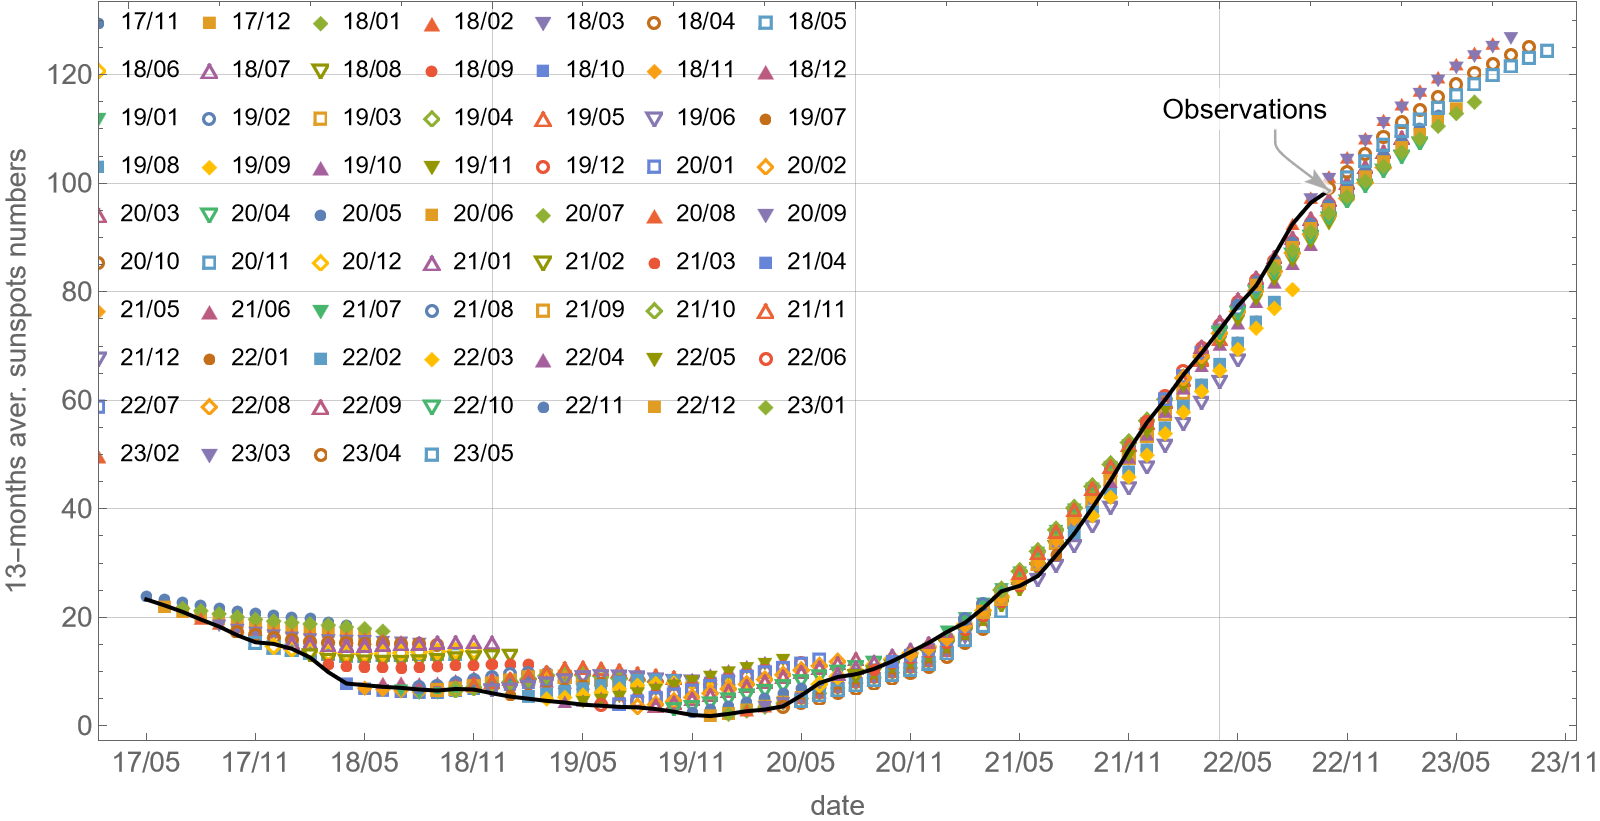 17/11 17/12 18/01 18/02 18/03 18/04 18/05
18/06 18/07 18/08 18/09 18/10 18/11 18/12
19/01 19/02 19/03 19/04 19/05 19/06 19/07
19/08 19/09 19/10 19/11 19/12 20/01 20/02
20/03 20/04 20/05 20/06 20/07 20/08 20/09
20/10 20/11 20/12 21/01 21/02 21/03 21/04
21/05 21/06 21/07 21/08 21/09 21/10 21/11
21/12 22/01 22/02 22/03 22/04 22/05 22/06
22/07 22/08 22/09 22/10 22/11 22/12 23/01
23/02 23/03 23/04 23/05
Observations
13−months aver. sunspots numbers
120
100
80
60
40
20
0
17/05 17/11 18/05 18/11 19/05 19/11 20/05 20/11 21/05 21/11 22/05 22/11 23/05 23/11
date